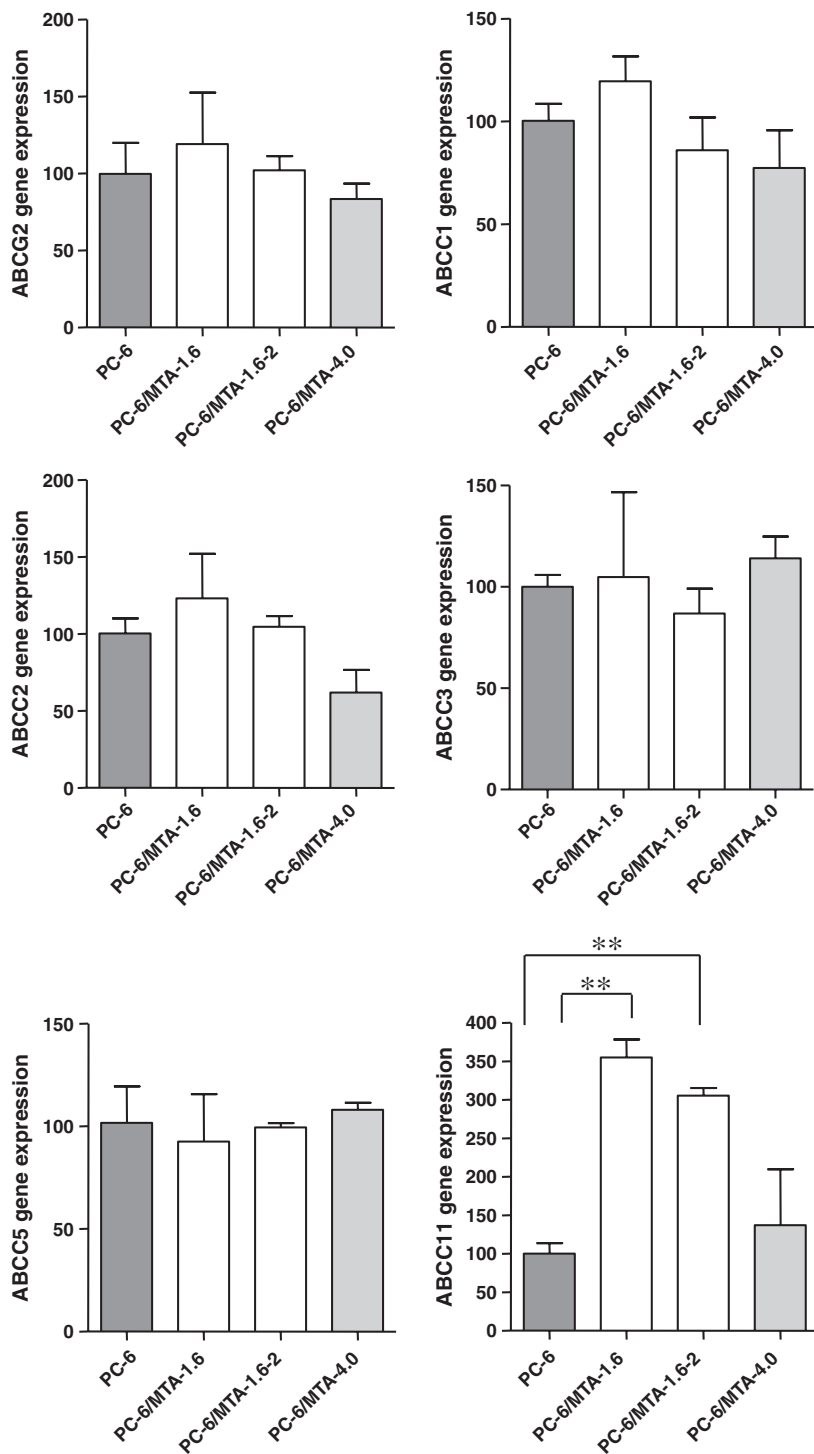 ABCG2 gene expression
200
150
100
50
0
PC-6
PC-6/MTA-1.6
PC-6/MTA-1.6-2
PC-6/MTA-4.0
ABCC1 gene expression
150
100
50
0
PC-6
PC-6/MTA-1.6
PC-6/MTA-1.6-2
PC-6/MTA-4.0
ABCC2 gene expression
200
150
100
50
0
PC-6
PC-6/MTA-1.6
PC-6/MTA-1.6-2
PC-6/MTA-4.0
ABCC3 gene expression
150
100
50
0
PC-6
PC-6/MTA-1.6
PC-6/MTA-1.6-2
PC-6/MTA-4.0
ABCC5 gene expression
150
100
50
0
PC-6
PC-6/MTA-1.6
PC-6/MTA-1.6-2
PC-6/MTA-4.0
**
**
ABCC11 gene expression
400
350
300
250
200
150
100
50
0
PC-6
PC-6/MTA-1.6
PC-6/MTA-1.6-2
PC-6/MTA-4.0